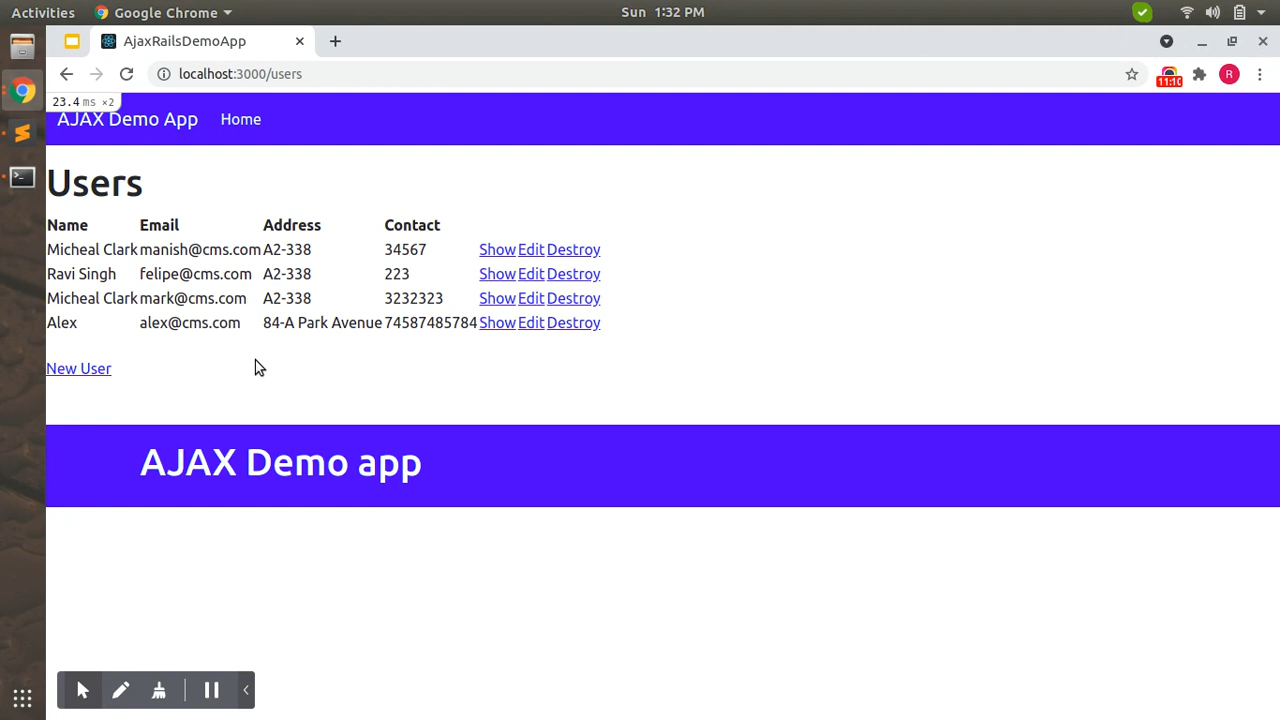 Activities Google Chrome Sun 1:32 PM
AjaxRailsDemoApp
localhost:3000/users R 11:10
23.4 ms ×2
AJAX Demo App Home
Users
Name Email Address Contact
Micheal Clark manish@cms.com A2-338 34567 Show Edit Destroy
Ravi Singh felipe@cms.com A2-338 223 Show Edit Destroy
Micheal Clark mark@cms.com A2-338 3232323 Show Edit Destroy
Alex alex@cms.com 84-A Park Avenue 74587485784 Show Edit Destroy
New User
AJAX Demo app